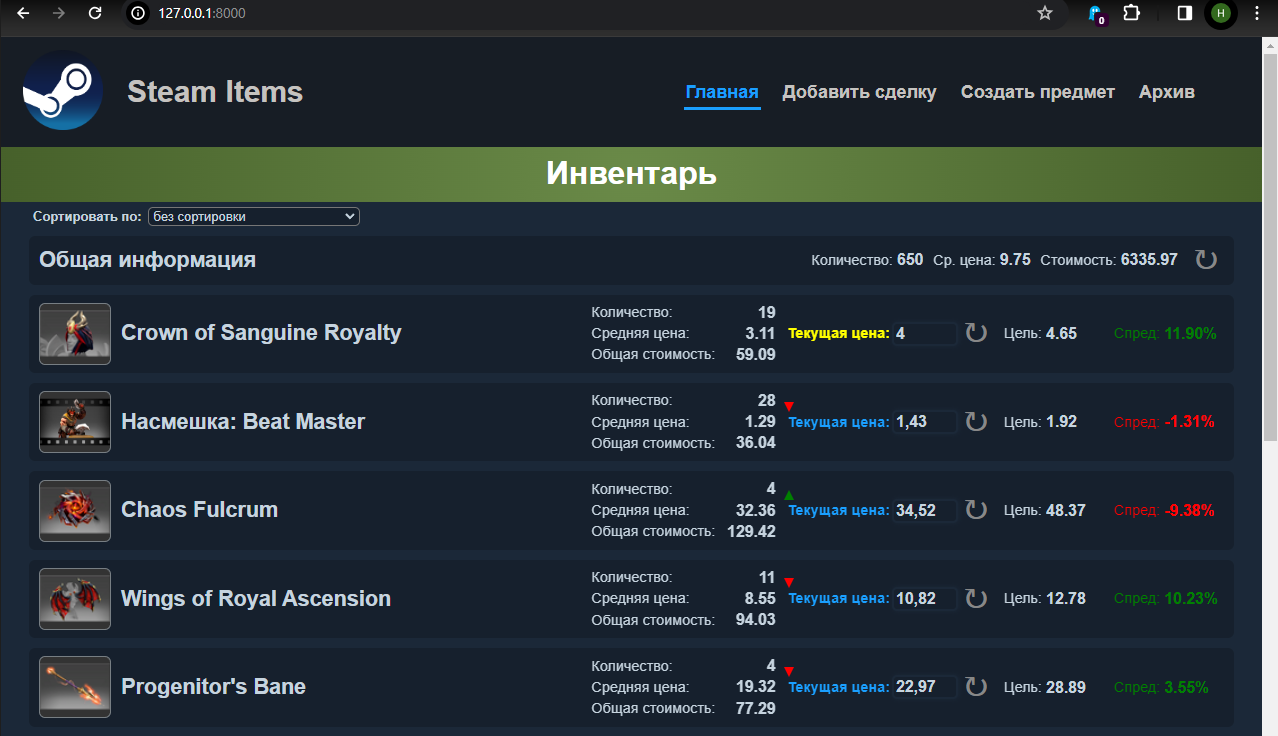 127.0.0.1:8000
0
H
Steam Items
Главная Добавить сделку Создать предмет Архив
Инвентарь
Сортировать по: без сортировки
Общая информация Количество: 650 Ср. цена: 9.75 Стоимость: 6335.97
Crown of Sanguine Royalty
Количество: 19
Средняя цена: 3.11
Общая стоимость: 59.09
Текущая цена: 4 Цель: 4.65 Спред: 11.90%
Насмешка: Beat Master
Количество: 28
Средняя цена: 1.29
Общая стоимость: 36.04
Текущая цена: 1,43 Цель: 1.92 Спред: -1.31%
Chaos Fulcrum
Количество: 4
Средняя цена: 32.36
Общая стоимость: 129.42
Текущая цена: 34,52 Цель: 48.37 Спред: -9.38%
Wings of Royal Ascension
Количество: 11
Средняя цена: 8.55
Общая стоимость: 94.03
Текущая цена: 10,82 Цель: 12.78 Спред: 10.23%
Progenitor's Bane
Количество: 4
Средняя цена: 19.32
Общая стоимость: 77.29
Текущая цена: 22,97 Цель: 28.89 Спред: 3.55%